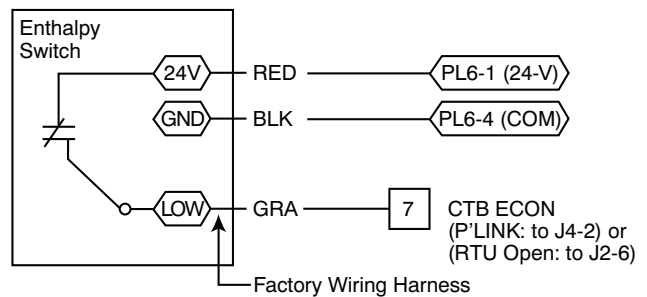 Enthalpy
Switch
24V RED PL6-1 (24-V)
GND BLK PL6-4 (COM)
LOW GRA 7 CTB ECON
(P'LINK: to J4-2) or
(RTU Open: to J2-6)
Factory Wiring Harness